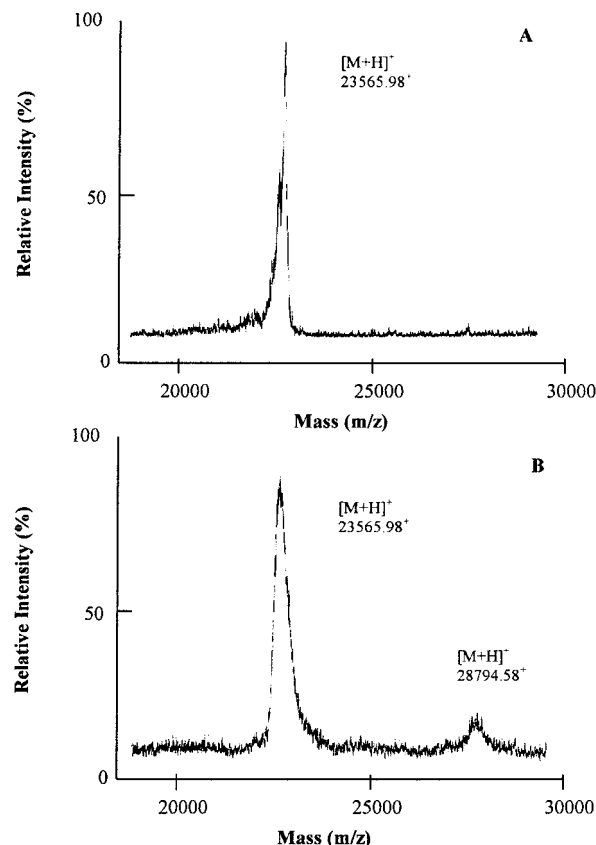 A
100
[M+H]+
23565.98+
Relative Intensity (%)
50
0
20000 25000 30000
Mass (m/z)
100
B
[M+H]+
23565.98+
Relative Intensity (%)
50
[M+H]+
28794.58+
0
20000 25000 30000
Mass (m/z)